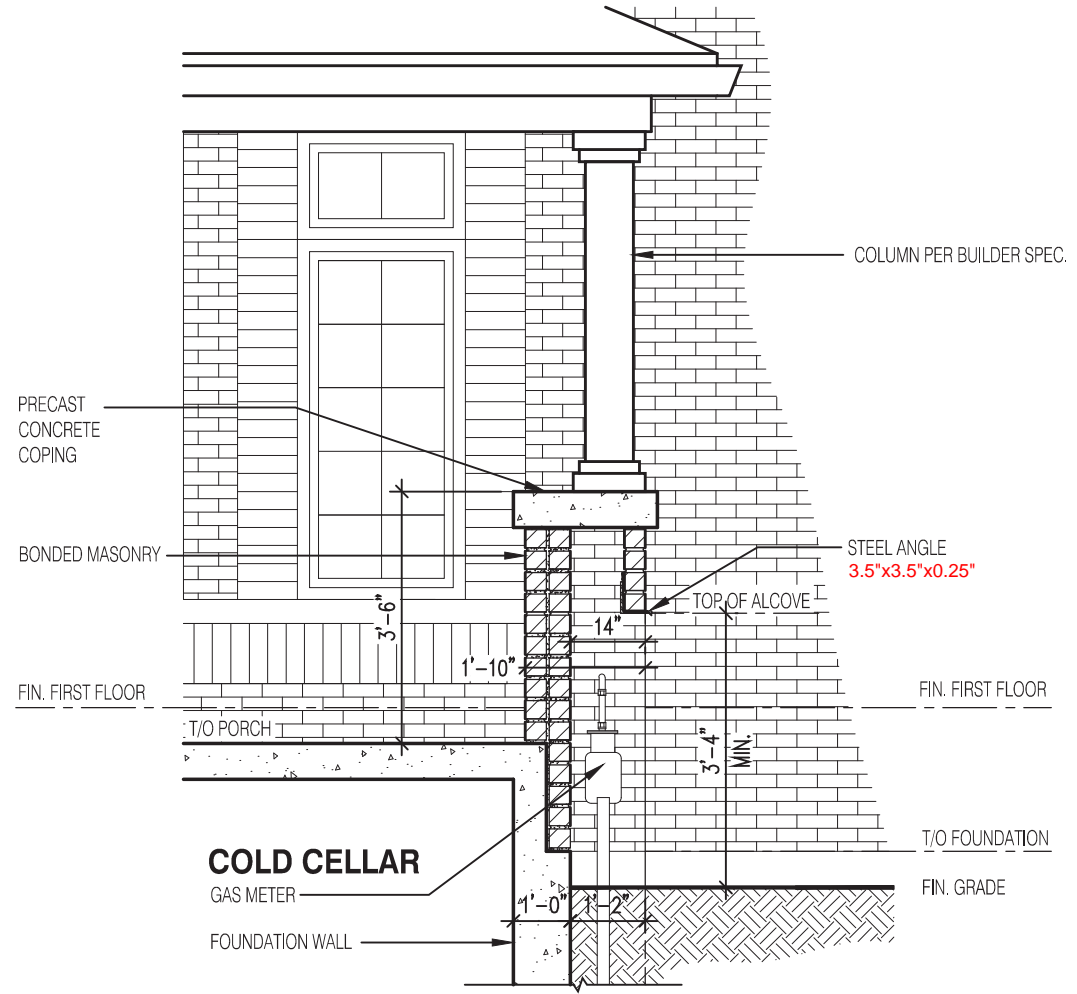 COLUMN PER BUILDER SPEC.
PRECAST
CONCRETE
COPING
BONDED MASONRY
STEEL ANGLE
3.5"x3.5"x0.25"
TOP OF ALCOVE
3'-6"
14"
1'-10"
FIN. FIRST FLOOR
FIN. FIRST FLOOR
T/O PORCH
3'-4"
MIN.
T/O FOUNDATION
COLD CELLAR
GAS METER
FIN. GRADE
1'-0"
1'-2"
FOUNDATION WALL